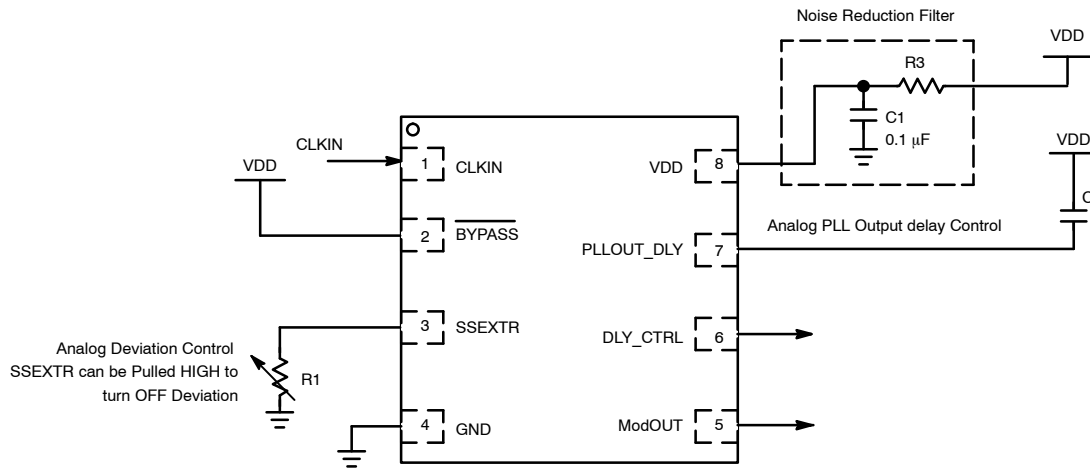 Noise Reduction Filter
VDD
R3
C1
0.1 μF
CLKIN
1
CLKIN
VDD
8
VDD
VDD
C
2
BYPASS
Analog PLL Output delay Control
PLLOUT_DLY
7
3
SSEXTR
DLY_CTRL
6
Analog Deviation Control
SSEXTR can be Pulled HIGH to
turn OFF Deviation
R1
4
GND
ModOUT
5